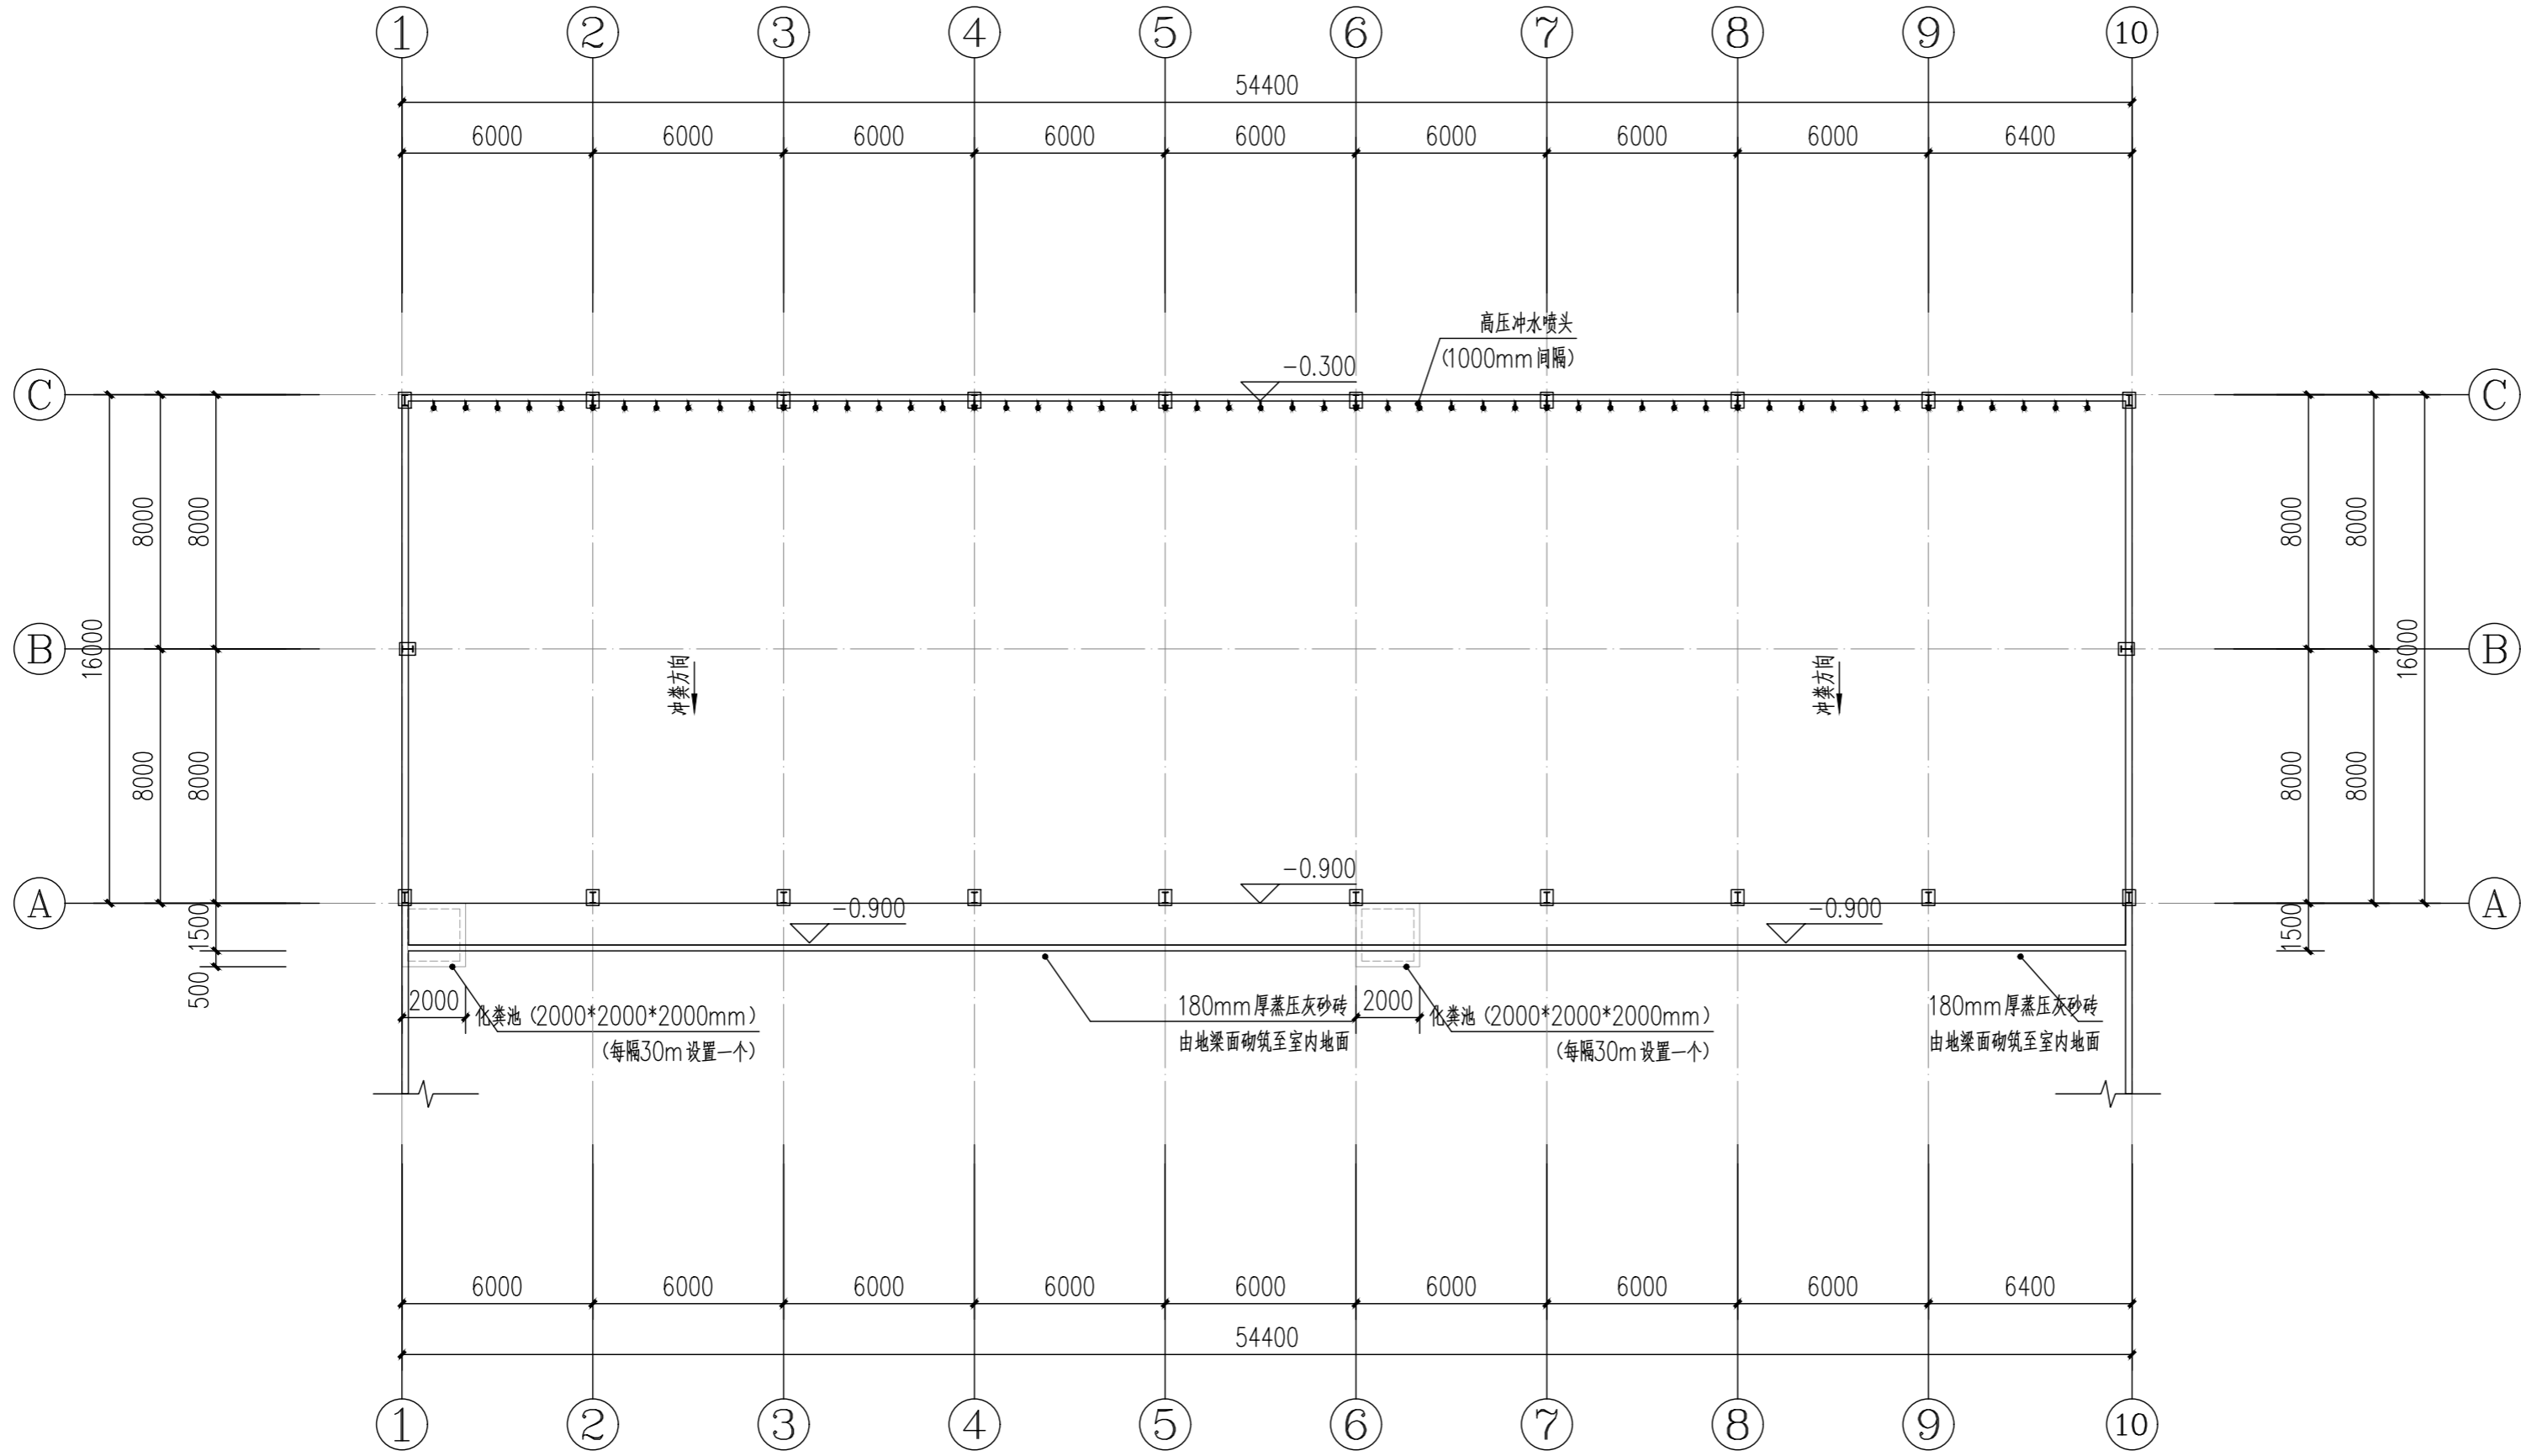 1 2 3 4 5 6 7 8 9 10
54400
6000 6000 6000 6000 6000 6000 6000 6000 6400
高压冲水喷头
(1000mm间隔)
-0.300
C C
8000 8000 8000 8000
B 16000 16000 B
冲粪方向 冲粪方向
8000 8000 8000 8000
-0.900
A A
-0.900 -0.900
1500 1500
500
2000 化粪池(2000*2000*2000mm)
(每隔30m设置一个)
180mm厚蒸压灰砂砖
由地梁面砌筑至室内地面
2000 化粪池(2000*2000*2000mm)
(每隔30m设置一个)
180mm厚蒸压灰砂砖
由地梁面砌筑至室内地面
6000 6000 6000 6000 6000 6000 6000 6000 6400
54400
1 2 3 4 5 6 7 8 9 10